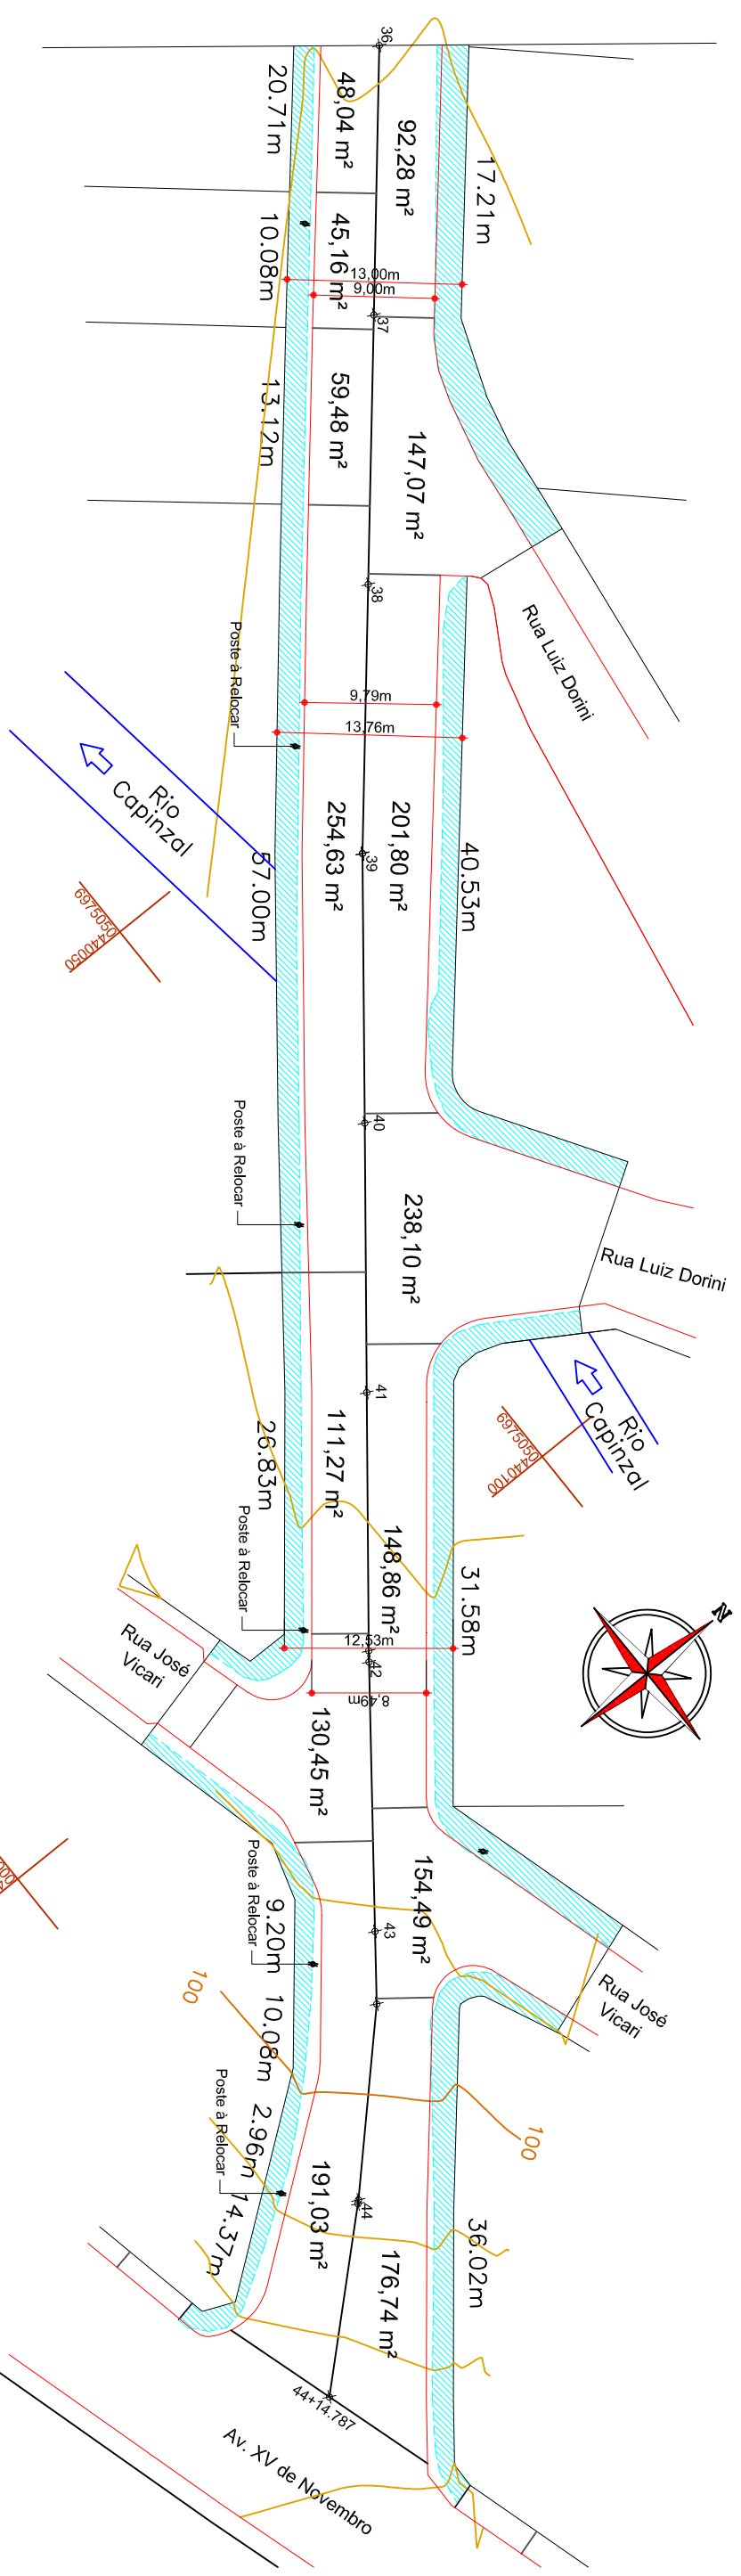 36
20.71m
48,04 m²
92,28 m²
17.21m
10.08m
45,16 m²
13,00m
9,00m
37
13.12m
59,48 m²
147,07 m²
38
Rua Luiz Dorini
Poste à Relocar
9,79m
13,76m
Rio
Capinzal
57.00m
254,63 m²
201,80 m²
39
40.53m
6975050
440050
Poste à Relocar
40
238,10 m²
Rua Luiz Dorini
41
Rio
Capinzal
6975050
440100
26.83m
111,27 m²
148,86 m²
31.58m
Poste à Relocar
12,53m
42
8,49m
N
Rua José
Vicari
130,45 m²
154,49 m²
Poste à Relocar
9.20m
43
Rua José
Vicari
100
10.08m
100
Poste à Relocar
2.96m
14.37m
191,03 m²
44
176,74 m²
36.02m
44+14.787
Av. XV de Novembro